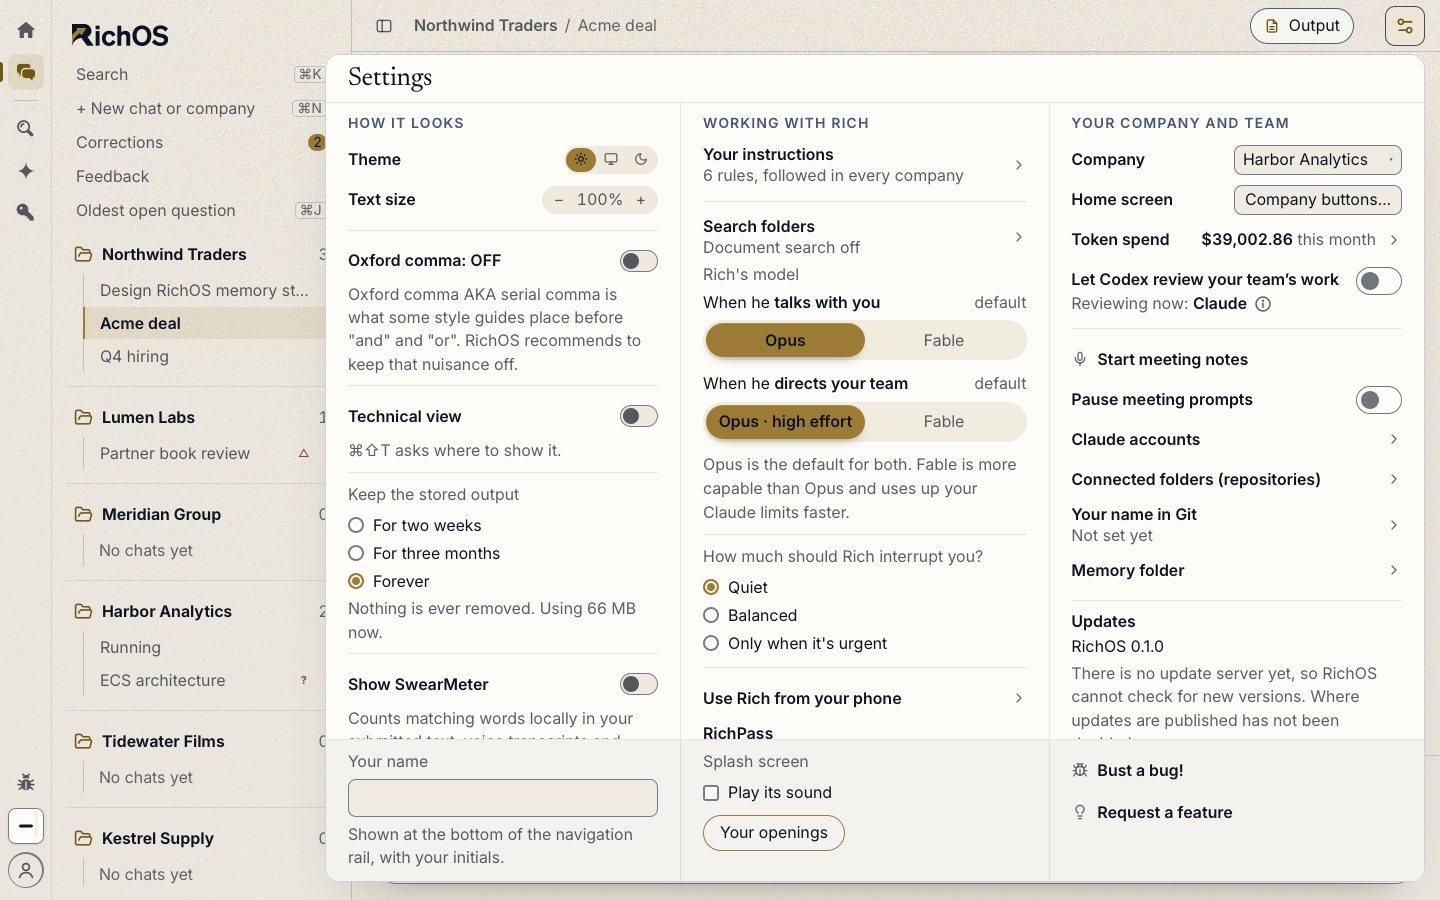 RichOS
Search ⌘K
+ New chat or company ⌘N
Corrections 2
Feedback
Oldest open question ⌘J
Northwind Traders
Design RichOS memory st...
Acme deal
Q4 hiring
Lumen Labs
Partner book review
Meridian Group
No chats yet
Harbor Analytics
Running
ECS architecture ?
Tidewater Films
No chats yet
Kestrel Supply
No chats yet
Northwind Traders / Acme deal
Output
Settings
HOW IT LOOKS
Theme
Text size − 100% +
Oxford comma: OFF
Oxford comma AKA serial comma is
what some style guides place before
"and" and "or". RichOS recommends to
keep that nuisance off.
Technical view
⌘⇧T asks where to show it.
Keep the stored output
For two weeks
For three months
Forever
Nothing is ever removed. Using 66 MB
now.
Show SwearMeter
Counts matching words locally in your
Your name
Shown at the bottom of the navigation
rail, with your initials.
WORKING WITH RICH
Your instructions
6 rules, followed in every company
Search folders
Document search off
Rich's model
When he talks with you default
Opus Fable
When he directs your team default
Opus · high effort Fable
Opus is the default for both. Fable is more
capable than Opus and uses up your
Claude limits faster.
How much should Rich interrupt you?
Quiet
Balanced
Only when it's urgent
Use Rich from your phone
RichPass
Splash screen
Play its sound
Your openings
YOUR COMPANY AND TEAM
Company Harbor Analytics
Home screen Company buttons...
Token spend $39,002.86 this month
Let Codex review your team's work
Reviewing now: Claude
Start meeting notes
Pause meeting prompts
Claude accounts
Connected folders (repositories)
Your name in Git
Not set yet
Memory folder
Updates
RichOS 0.1.0
There is no update server yet, so RichOS
cannot check for new versions. Where
updates are published has not been
Bust a bug!
Request a feature